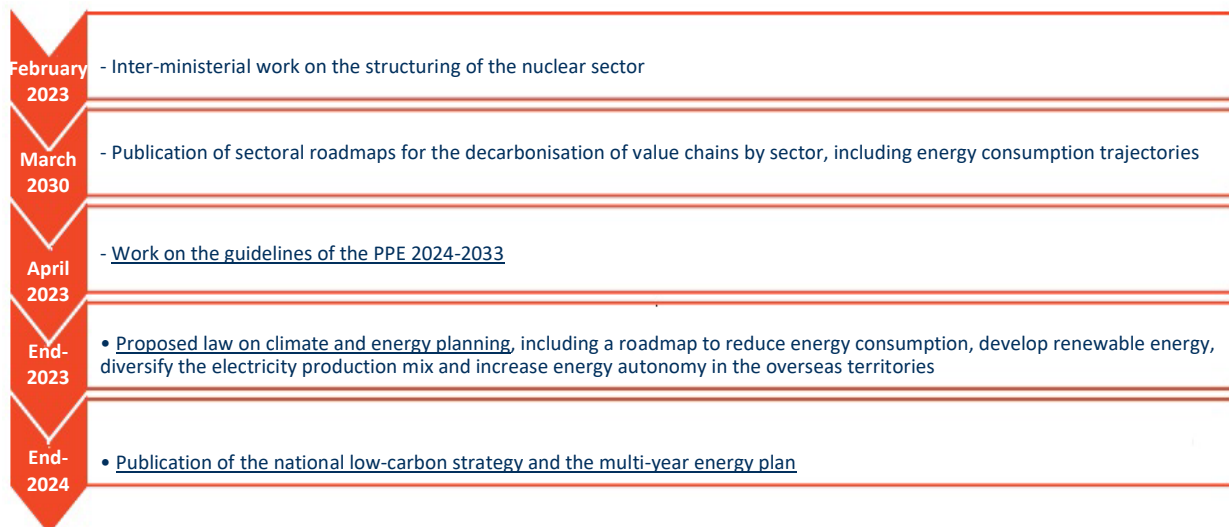 February
2023
- Inter-ministerial work on the structuring of the nuclear sector
March
2030
- Publication of sectoral roadmaps for the decarbonisation of value chains by sector, including energy consumption trajectories
April
2023
- Work on the guidelines of the PPE 2024-2033
End-
2023
• Proposed law on climate and energy planning, including a roadmap to reduce energy consumption, develop renewable energy,
diversify the electricity production mix and increase energy autonomy in the overseas territories
End-
2024
• Publication of the national low-carbon strategy and the multi-year energy plan